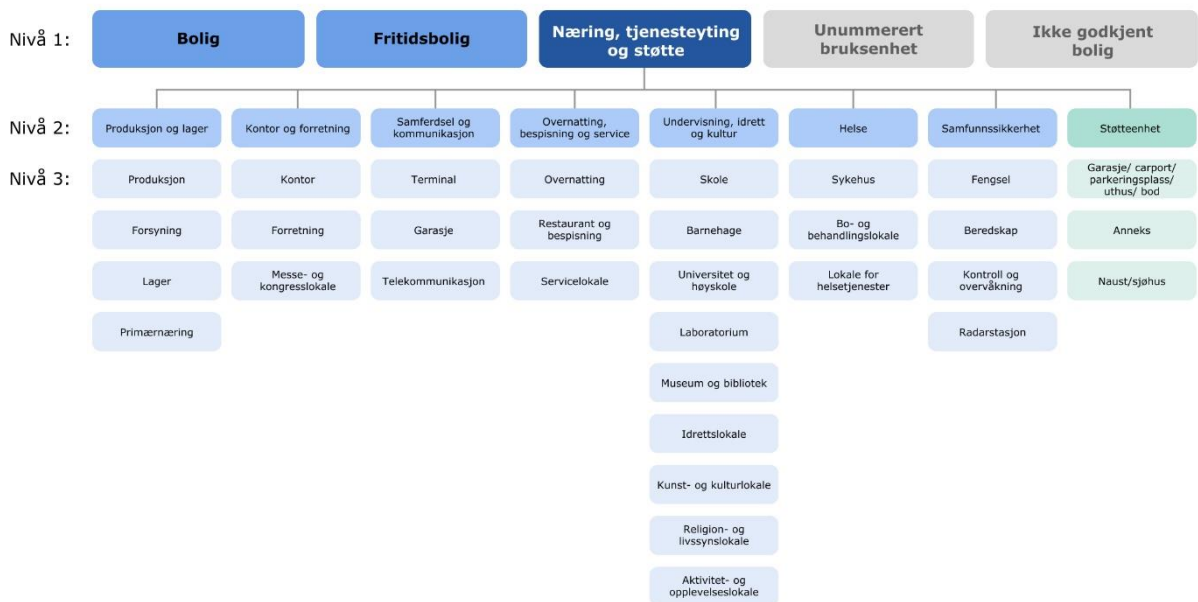 Nivå 1:
Bolig
Fritidsbolig
Næring, tjenesteyting
og støtte
Unummerert
bruksenhet
Ikke godkjent
bolig
Nivå 2:
Produksjon og lager
Kontor og forretning
Samferdsel og
kommunikasjon
Overnatting,
bespisning og service
Undervisning, idrett
og kultur
Helse
Samfunnssikkerhet
Støtteenhet
Nivå 3:
Produksjon
Kontor
Terminal
Overnatting
Skole
Sykehus
Fengsel
Garasje/ carport/
parkeringsplass/
uthus/ bod
Forsyning
Forretning
Garasje
Restaurant og
bespisning
Barnehage
Bo- og
behandlingslokale
Beredskap
Anneks
Lager
Messe- og
kongresslokale
Telekommunikasjon
Servicelokale
Universitet og
høyskole
Lokale for
helsetjenester
Kontroll og
overvåkning
Naust/sjøhus
Primærnæring
Laboratorium
Radarstasjon
Museum og bibliotek
Idrettslokale
Kunst- og kulturlokale
Religion- og
livssynslokale
Aktivitet- og
opplevelseslokale